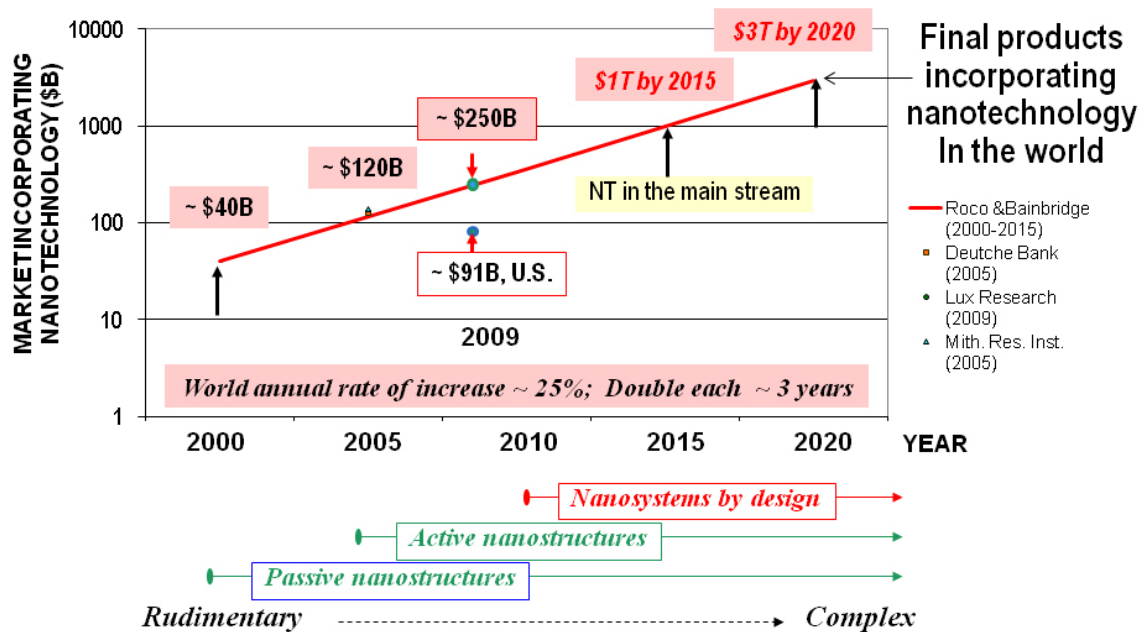 MARKETINCORPORATING
NANOTECHNOLOGY ($B)
10000
1000
100
10
1
~ $40B
~ $120B
~ $250B
~ $91B, U.S.
2009
$1T by 2015
$3T by 2020
NT in the main stream
Final products
incorporating
nanotechnology
In the world
Roco &Bainbridge
(2000-2015)
Deutche Bank
(2005)
Lux Research
(2009)
Mith. Res. Inst.
(2005)
World annual rate of increase ~ 25%; Double each ~ 3 years
2000
2005
2010
2015
2020
YEAR
Nanosystems by design
Active nanostructures
Passive nanostructures
Rudimentary
Complex